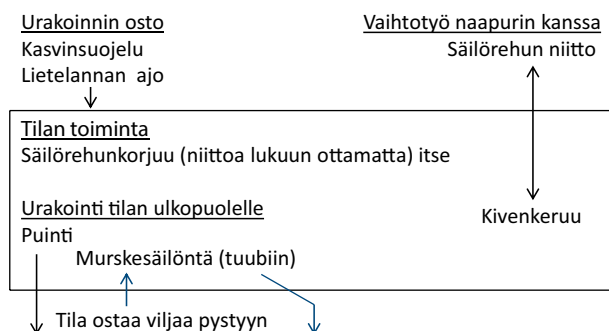 Urakoinnin osto
Kasvinsuojelu
Lietelannan ajo
Vaihtotyö naapurin kanssa
Säilörehun niitto
Tilan toiminta
Säilörehunkorjuu (niittoa lukuun ottamatta) itse
Urakointi tilan ulkopuolelle
Puinti
Kivenkeruu
Murskesäilöntä (tuubiin)
Tila ostaa viljaa pystyyn